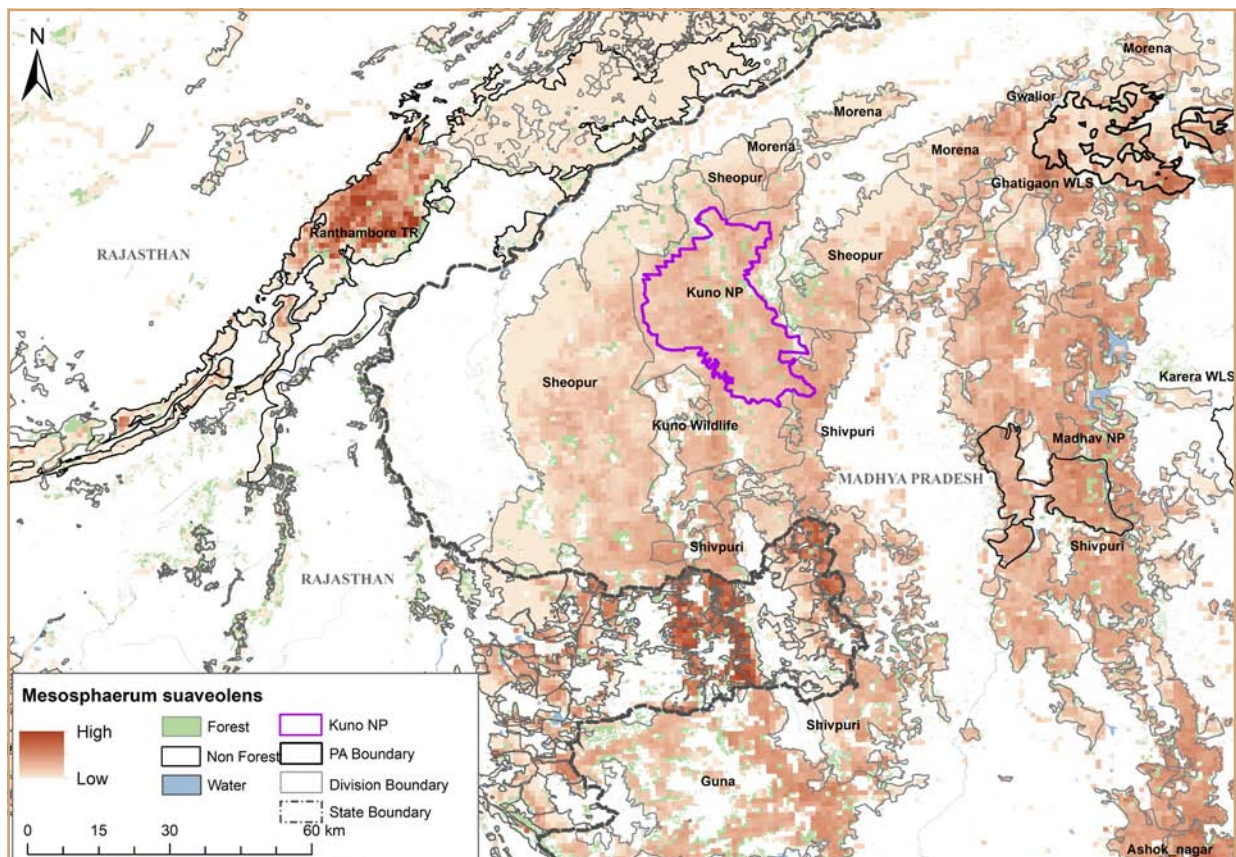 N
Morena
Gwalior
Morena
Morena
Morena
Sheopur
Ghatigaon WLS
Ranthambore TR
RAJASTHAN
Sheopur
Kuno NP
Karera WLS
Sheopur
Kuno Wildlife
Shivpuri
Madhav NP
MADHYA PRADESH
Shivpuri
Shivpuri
RAJASTHAN
Shivpuri
Guna
Ashok_nagar
Mesosphaerum suaveolens
High
Low
Forest
Non Forest
Water
Kuno NP
PA Boundary
Division Boundary
State Boundary
0 15 30 60 km